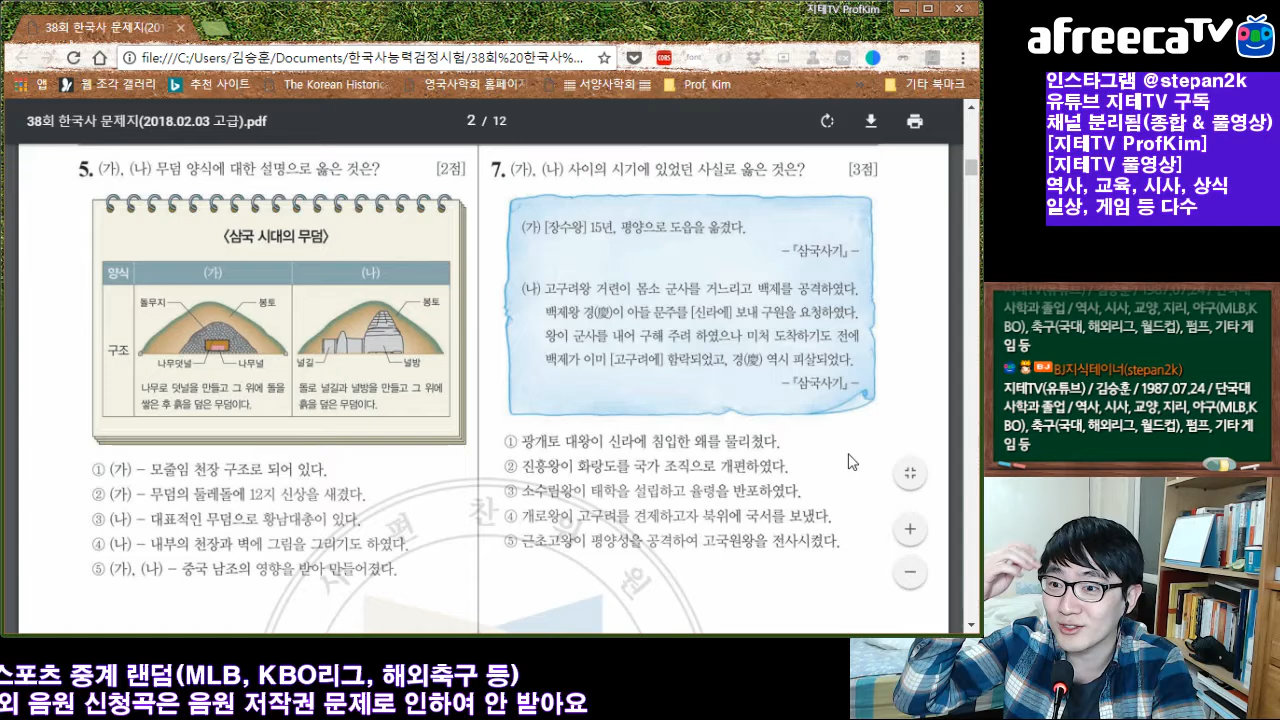 지테TV ProfKim
38회 한국사 문제지(201
file:///C:/Users/김승훈/Documents/한국사능력검정시험/38회%20한국사%...
앱
웹 조각 갤러리
추천 사이트
The Korean Historic
영국사학회 홈페이지
서양사학회
Prof. Kim
기타 북마크
38회 한국사 문제지(2018.02.03 고급).pdf
2 / 12
5. (가), (나) 무덤 양식에 대한 설명으로 옳은 것은? [2점]
〈삼국 시대의 무덤〉
양식 (가) (나)
돌무지 봉토
봉토
구조
나무덧널 나무널
널길 널방
나무로 덧널을 만들고 그 위에 돌을
쌓은 후 흙을 덮은 무덤이다.
돌로 널길과 널방을 만들고 그 위에
흙을 덮은 무덤이다.
① (가) - 모줄임 천장 구조로 되어 있다.
② (가) - 무덤의 둘레돌에 12지 신상을 새겼다.
③ (나) - 대표적인 무덤으로 황남대총이 있다.
④ (나) - 내부의 천장과 벽에 그림을 그리기도 하였다.
⑤ (가), (나) - 중국 남조의 영향을 받아 만들어졌다.
7. (가), (나) 사이의 시기에 있었던 사실로 옳은 것은? [3점]
(가) [장수왕] 15년, 평양으로 도읍을 옮겼다.
-『삼국사기』-
(나) 고구려왕 거련이 몸소 군사를 거느리고 백제를 공격하였다.
백제왕 경(慶)이 아들 문주를 [신라에] 보내 구원을 요청하였다.
왕이 군사를 내어 구해 주려 하였으나 미처 도착하기도 전에
백제가 이미 [고구려에] 함락되었고, 경(慶) 역시 피살되었다.
-『삼국사기』-
① 광개토 대왕이 신라에 침입한 왜를 물리쳤다.
② 진흥왕이 화랑도를 국가 조직으로 개편하였다.
③ 소수림왕이 태학을 설립하고 율령을 반포하였다.
④ 개로왕이 고구려를 견제하고자 북위에 국서를 보냈다.
⑤ 근초고왕이 평양성을 공격하여 고국원왕을 전사시켰다.
afreecaTV
인스타그램 @stepan2k
유튜브 지테TV 구독
채널 분리됨(종합 & 풀영상)
[지테TV ProfKim]
[지테TV 풀영상]
역사, 교육, 시사, 상식
일상, 게임 등 다수
지테TV(유튜브) / 김승훈 / 1987.07.24 / 단국대
사학과 졸업 / 역사, 시사, 교양, 지리, 야구(MLB,K
BO), 축구(국대, 해외리그, 월드컵), 펌프, 기타 게
임 등
BJ
BJ지식테이너(stepan2k)
지테TV(유튜브) / 김승훈 / 1987.07.24 / 단국대
사학과 졸업 / 역사, 시사, 교양, 지리, 야구(MLB,K
BO), 축구(국대, 해외리그, 월드컵), 펌프, 기타 게
임 등
스포츠 중계 랜덤(MLB, KBO리그, 해외축구 등)
외 음원 신청곡은 음원 저작권 문제로 인하여 안 받아요